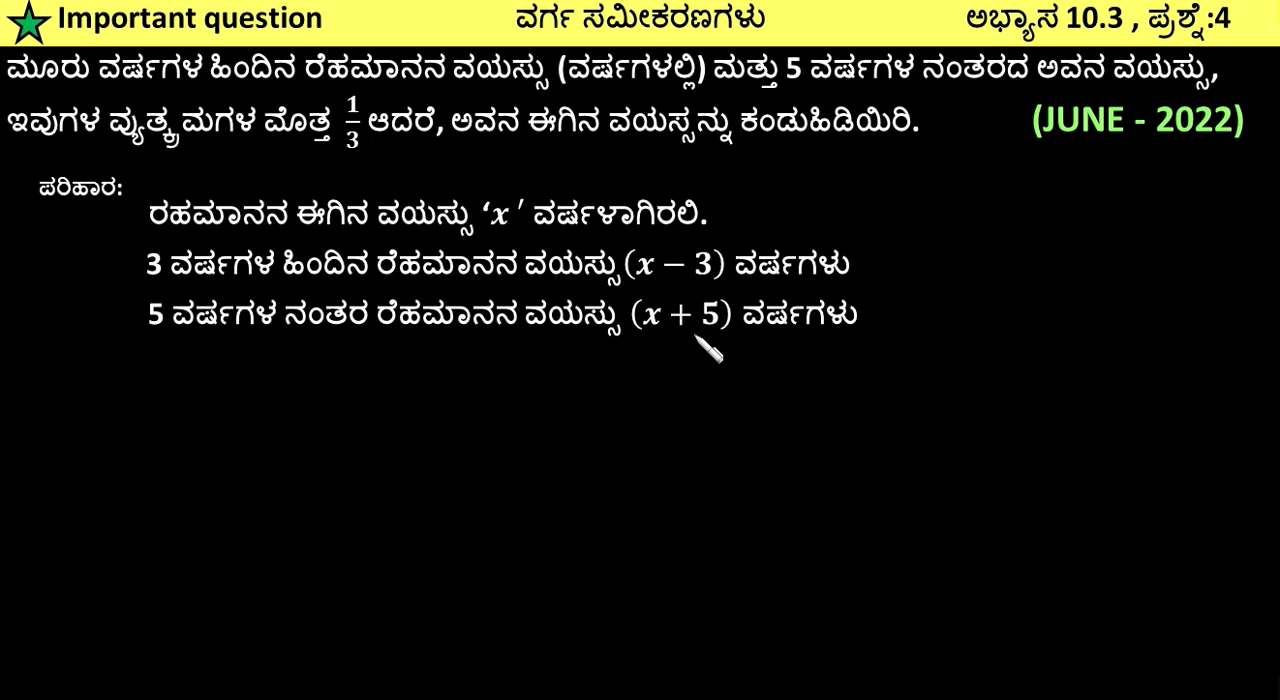 Important question ವರ್ಗ ಸಮೀಕರಣಗಳು ಅಭ್ಯಾಸ 10.3 , ಪ್ರಶ್ನೆ:4
ಮೂರು ವರ್ಷಗಳ ಹಿಂದಿನ ರೆಹಮಾನನ ವಯಸ್ಸು (ವರ್ಷಗಳಲ್ಲಿ) ಮತ್ತು 5 ವರ್ಷಗಳ ನಂತರದ ಅವನ ವಯಸ್ಸು,
ಇವುಗಳ ವ್ಯುತ್ಕ್ರಮಗಳ ಮೊತ್ತ 1/3 ಆದರೆ, ಅವನ ಈಗಿನ ವಯಸ್ಸನ್ನು ಕಂಡುಹಿಡಿಯಿರಿ. (JUNE - 2022)
ಪರಿಹಾರ:
ರಹಮಾನನ ಈಗಿನ ವಯಸ್ಸು ‘x ′ ವರ್ಷಳಾಗಿರಲಿ.
3 ವರ್ಷಗಳ ಹಿಂದಿನ ರೆಹಮಾನನ ವಯಸ್ಸು(x − 3) ವರ್ಷಗಳು
5 ವರ್ಷಗಳ ನಂತರ ರೆಹಮಾನನ ವಯಸ್ಸು (x + 5) ವರ್ಷಗಳು